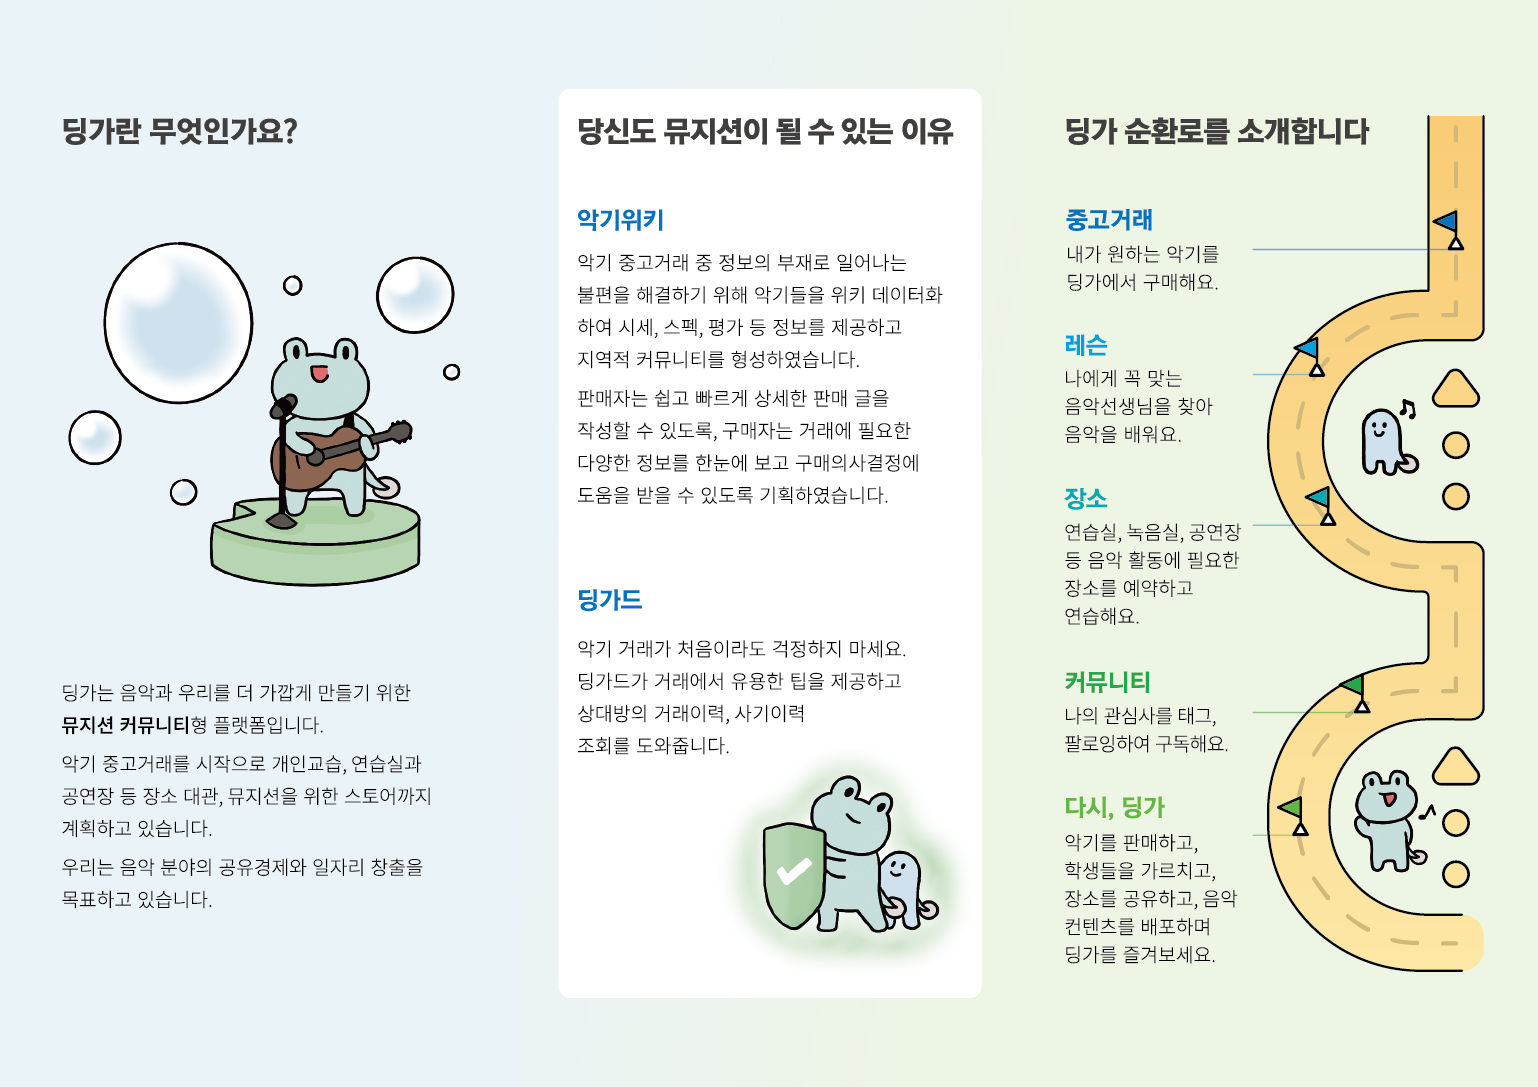 딩가란 무엇인가요?
딩가는 음악과 우리를 더 가깝게 만들기 위한
뮤지션 커뮤니티형 플랫폼입니다.
악기 중고거래를 시작으로 개인교습, 연습실과
공연장 등 장소 대관, 뮤지션을 위한 스토어까지
계획하고 있습니다.
우리는 음악 분야의 공유경제와 일자리 창출을
목표하고 있습니다.
당신도 뮤지션이 될 수 있는 이유
악기위키
악기 중고거래 중 정보의 부재로 일어나는
불편을 해결하기 위해 악기들을 위키 데이터화
하여 시세, 스펙, 평가 등 정보를 제공하고
지역적 커뮤니티를 형성하였습니다.
판매자는 쉽고 빠르게 상세한 판매 글을
작성할 수 있도록, 구매자는 거래에 필요한
다양한 정보를 한눈에 보고 구매의사결정에
도움을 받을 수 있도록 기획하였습니다.
딩가드
악기 거래가 처음이라도 걱정하지 마세요.
딩가드가 거래에서 유용한 팁을 제공하고
상대방의 거래이력, 사기이력
조회를 도와줍니다.
딩가 순환로를 소개합니다
중고거래
내가 원하는 악기를
딩가에서 구매해요.
레슨
나에게 꼭 맞는
음악선생님을 찾아
음악을 배워요.
장소
연습실, 녹음실, 공연장
등 음악 활동에 필요한
장소를 예약하고
연습해요.
커뮤니티
나의 관심사를 태그,
팔로잉하여 구독해요.
다시, 딩가
악기를 판매하고,
학생들을 가르치고,
장소를 공유하고, 음악
컨텐츠를 배포하며
딩가를 즐겨보세요.